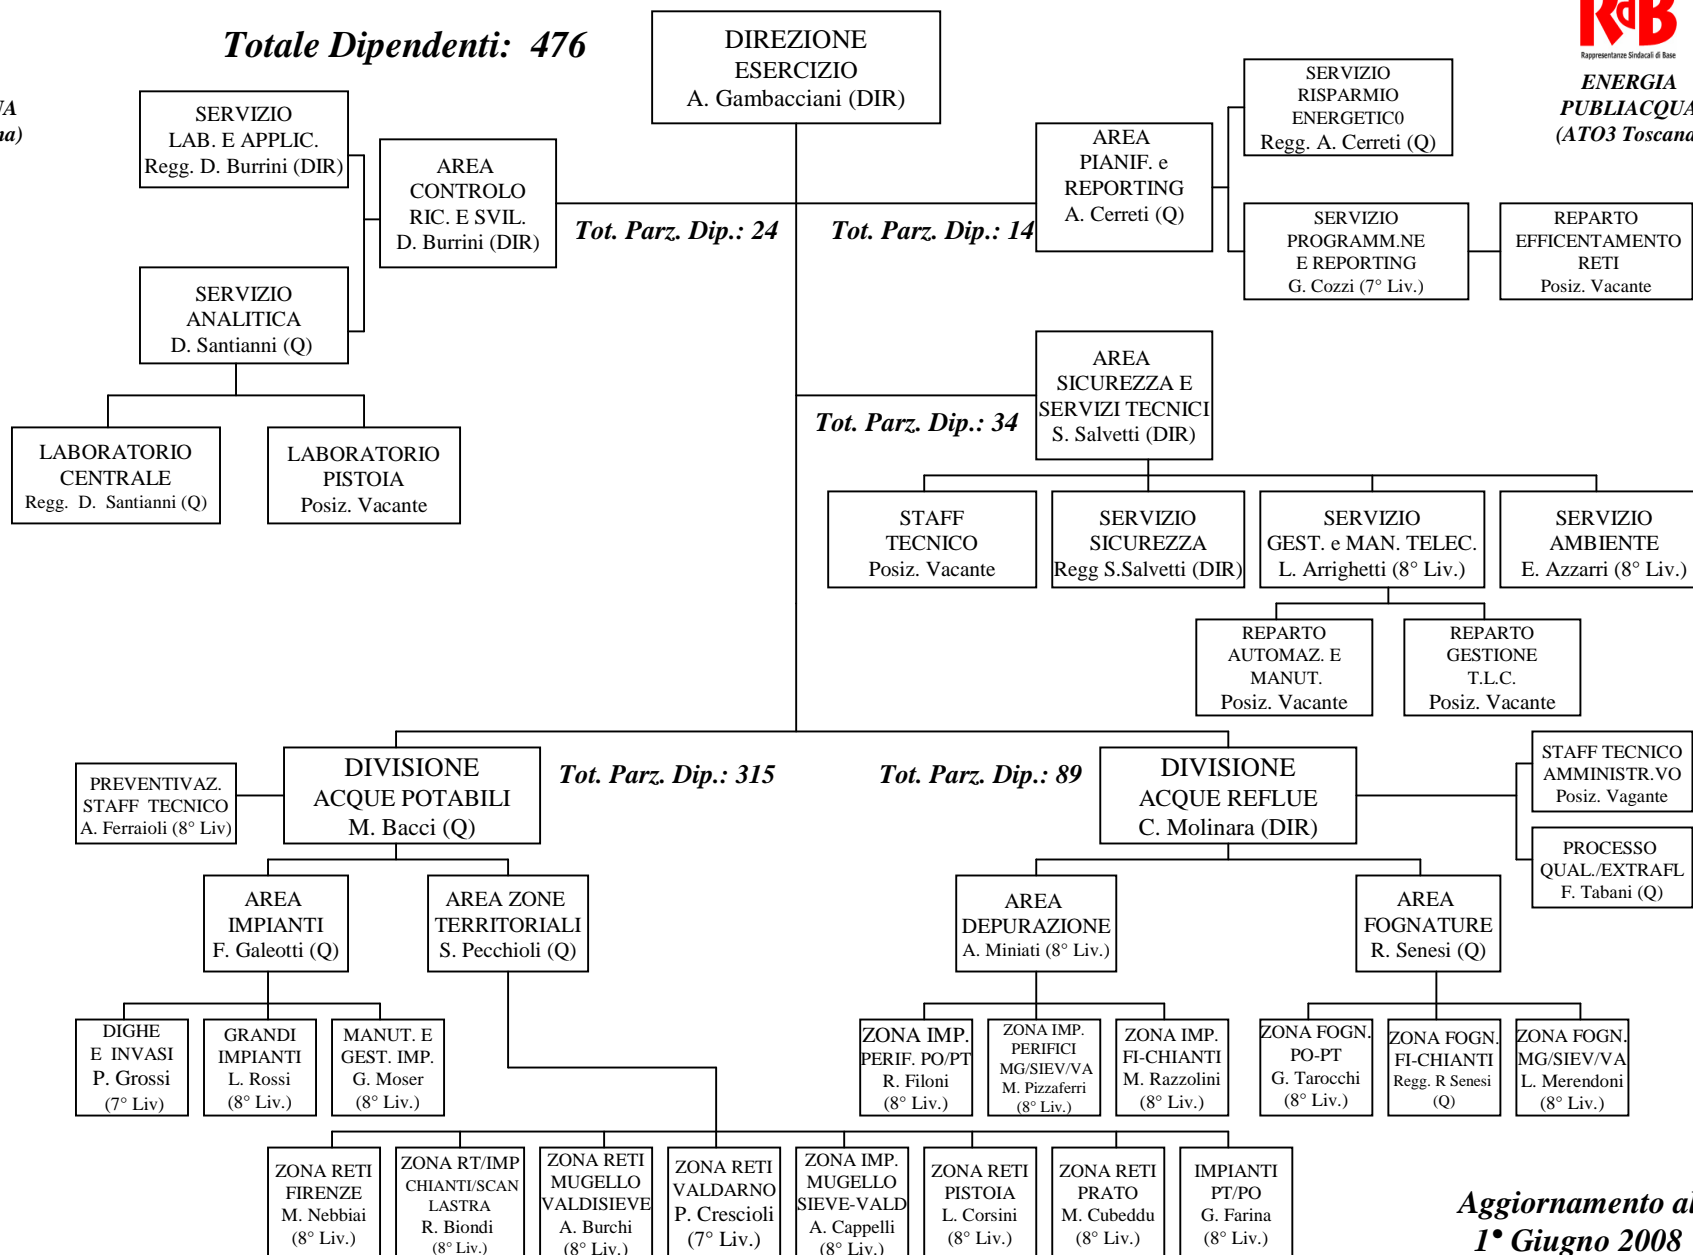 Totale Dipendenti: 476
DIREZIONE
ESERCIZIO
A. Gambacciani (DIR)
RdB
Rappresentanze Sindacali di Base
ENERGIA
PUBLIACQUA
(ATO3 Toscana
SERVIZIO
LAB. E APPLIC.
Regg. D. Burrini (DIR)
AREA
CONTROLO
RIC. E SVIL.
D. Burrini (DIR)
Tot. Parz. Dip.: 24
Tot. Parz. Dip.: 14
AREA
PIANIF. e
REPORTING
A. Cerreti (Q)
SERVIZIO
RISPARMIO
ENERGETIC0
Regg. A. Cerreti (Q)
SERVIZIO
PROGRAMM.NE
E REPORTING
G. Cozzi (7° Liv.)
REPARTO
EFFICENTAMENTO
RETI
Posiz. Vacante
SERVIZIO
ANALITICA
D. Santianni (Q)
LABORATORIO
CENTRALE
Regg. D. Santianni (Q)
LABORATORIO
PISTOIA
Posiz. Vacante
Tot. Parz. Dip.: 34
AREA
SICUREZZA E
SERVIZI TECNICI
S. Salvetti (DIR)
STAFF
TECNICO
Posiz. Vacante
SERVIZIO
SICUREZZA
Regg S.Salvetti (DIR)
SERVIZIO
GEST. e MAN. TELEC.
L. Arrighetti (8° Liv.)
SERVIZIO
AMBIENTE
E. Azzarri (8° Liv.)
REPARTO
AUTOMAZ. E
MANUT.
Posiz. Vacante
REPARTO
GESTIONE
T.L.C.
Posiz. Vacante
PREVENTIVAZ.
STAFF TECNICO
A. Ferraioli (8° Liv)
DIVISIONE
ACQUE POTABILI
M. Bacci (Q)
Tot. Parz. Dip.: 315
Tot. Parz. Dip.: 89
DIVISIONE
ACQUE REFLUE
C. Molinara (DIR)
STAFF TECNICO
AMMINISTR.VO
Posiz. Vagante
PROCESSO
QUAL./EXTRAFL
F. Tabani (Q)
AREA
IMPIANTI
F. Galeotti (Q)
AREA ZONE
TERRITORIALI
S. Pecchioli (Q)
AREA
DEPURAZIONE
A. Miniati (8° Liv.)
AREA
FOGNATURE
R. Senesi (Q)
DIGHE
E INVASI
P. Grossi
(7° Liv)
GRANDI
IMPIANTI
L. Rossi
(8° Liv.)
MANUT. E
GEST. IMP.
G. Moser
(8° Liv.)
ZONA IMP.
PERIF. PO/PT
R. Filoni
(8° Liv.)
ZONA IMP.
PERIFICI
MG/SIEV/VA
M. Pizzaferri
(8° Liv.)
ZONA IMP.
FI-CHIANTI
M. Razzolini
(8° Liv.)
ZONA FOGN.
PO-PT
G. Tarocchi
(8° Liv.)
ZONA FOGN.
FI-CHIANTI
Regg. R Senesi
(Q)
ZONA FOGN.
MG/SIEV/VA
L. Merendoni
(8° Liv.)
ZONA RETI
FIRENZE
M. Nebbiai
(8° Liv.)
ZONA RT/IMP
CHIANTI/SCAN
LASTRA
R. Biondi
(8° Liv.)
ZONA RETI
MUGELLO
VALDISIEVE
A. Burchi
(8° Liv.)
ZONA RETI
VALDARNO
P. Crescioli
(7° Liv.)
ZONA IMP.
MUGELLO
SIEVE-VALD
A. Cappelli
(8° Liv.)
ZONA RETI
PISTOIA
L. Corsini
(8° Liv.)
ZONA RETI
PRATO
M. Cubeddu
(8° Liv.)
IMPIANTI
PT/PO
G. Farina
(8° Liv.)
Aggiornamento al
1° Giugno 2008